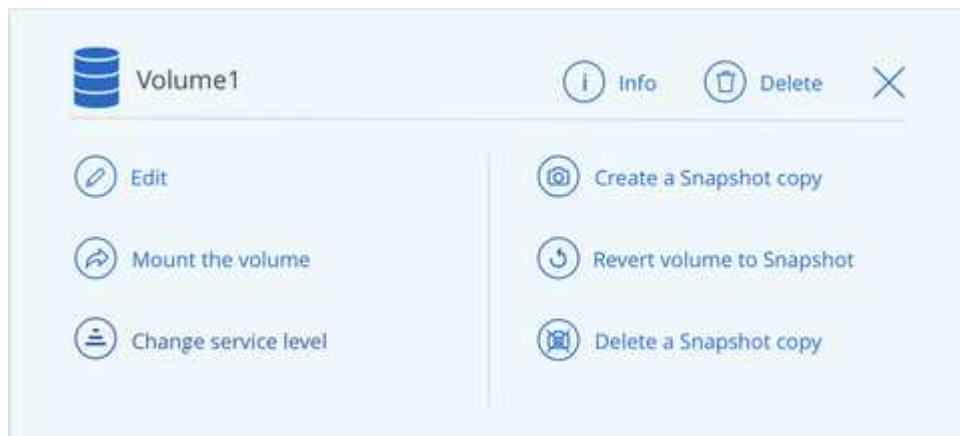 Volume1
Info
Delete
Edit
Mount the volume
Change service level
Create a Snapshot copy
Revert volume to Snapshot
Delete a Snapshot copy